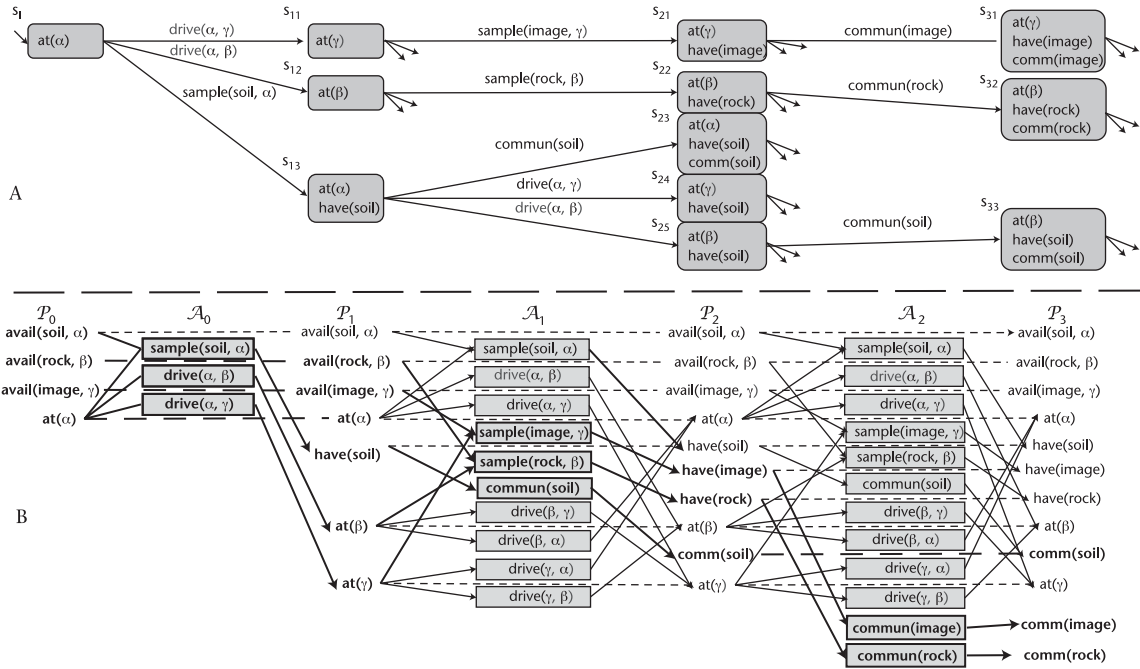 s_I
at(α)
drive(α, γ)
drive(α, β)
sample(soil, α)
s₁₁
at(γ)
s₁₂
at(β)
s₁₃
at(α)
have(soil)
sample(image, γ)
sample(rock, β)
commun(soil)
drive(α, γ)
drive(α, β)
s₂₁
at(γ)
have(image)
s₂₂
at(β)
have(rock)
s₂₃
at(α)
have(soil)
comm(soil)
s₂₄
at(γ)
have(soil)
s₂₅
at(β)
have(soil)
commun(image)
commun(rock)
commun(soil)
s₃₁
at(γ)
have(image)
comm(image)
s₃₂
at(β)
have(rock)
comm(rock)
s₃₃
at(β)
have(soil)
comm(soil)
A
𝒫₀
avail(soil, α)
avail(rock, β)
avail(image, γ)
at(α)
𝒜₀
sample(soil, α)
drive(α, β)
drive(α, γ)
𝒫₁
avail(soil, α)
avail(rock, β)
avail(image, γ)
at(α)
have(soil)
at(β)
at(γ)
𝒜₁
sample(soil, α)
drive(α, β)
drive(α, γ)
sample(image, γ)
sample(rock, β)
commun(soil)
drive(β, γ)
drive(β, α)
drive(γ, α)
drive(γ, β)
𝒫₂
avail(soil, α)
avail(rock, β)
avail(image, γ)
at(α)
have(soil)
have(image)
have(rock)
at(β)
comm(soil)
at(γ)
𝒜₂
sample(soil, α)
drive(α, β)
drive(α, γ)
sample(image, γ)
sample(rock, β)
commun(soil)
drive(β, γ)
drive(β, α)
drive(γ, α)
drive(γ, β)
commun(image)
commun(rock)
𝒫₃
avail(soil, α)
avail(rock, β)
avail(image, γ)
at(α)
have(soil)
have(image)
have(rock)
at(β)
comm(soil)
at(γ)
comm(image)
comm(rock)
B